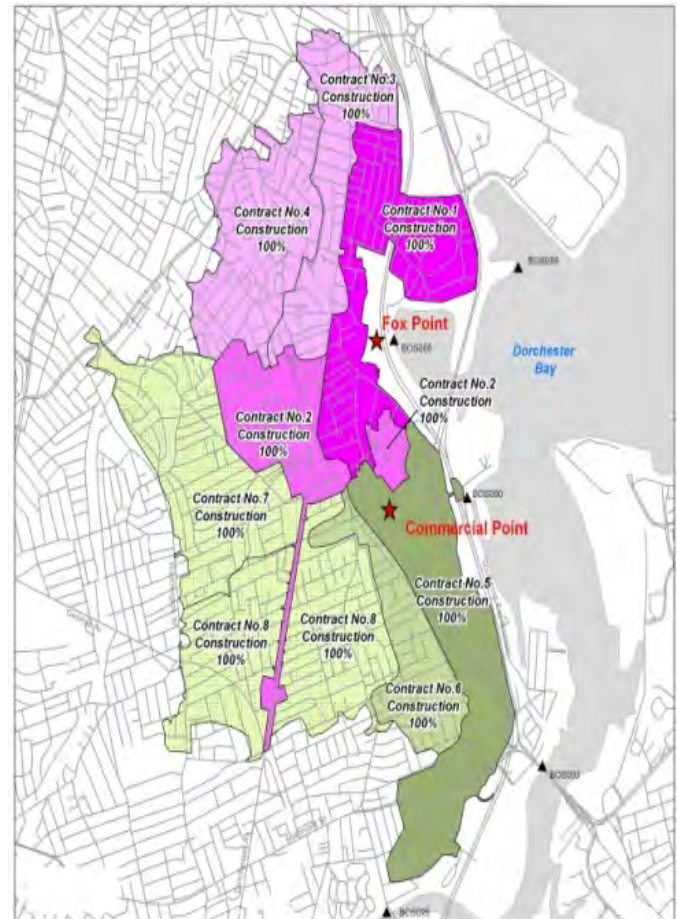 Contract No.3
Construction
100%
Contract No.4
Construction
100%
Contract No.1
Construction
100%
Fox Point
Dorchester
Bay
Contract No.2
Construction
100%
Contract No.2
Construction
100%
Contract No.7
Construction
100%
BOS090
Commercial Point
Contract No.5
Construction
100%
Contract No.8
Construction
100%
Contract No.8
Construction
100%
Contract No.6
Construction
100%